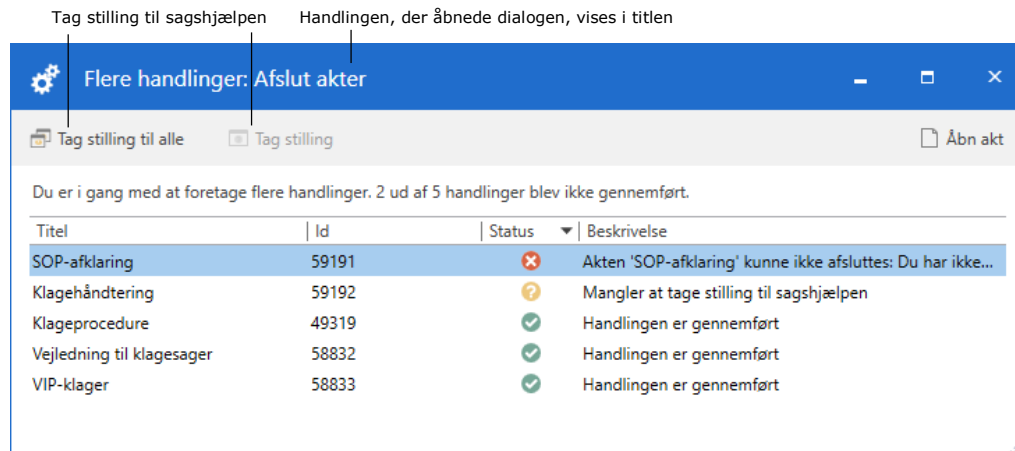 Tag stilling til sagshjælpen Handlingen, der åbnede dialogen, vises i titlen
Flere handlinger: Afslut akter
Tag stilling til alle Tag stilling Åbn akt
Du er i gang med at foretage flere handlinger. 2 ud af 5 handlinger blev ikke gennemført.
Titel Id Status Beskrivelse
SOP-afklaring 59191 Akten 'SOP-afklaring' kunne ikke afsluttes: Du har ikke...
Klagehåndtering 59192 Mangler at tage stilling til sagshjælpen
Klageprocedure 49319 Handlingen er gennemført
Vejledning til klagesager 58832 Handlingen er gennemført
VIP-klager 58833 Handlingen er gennemført